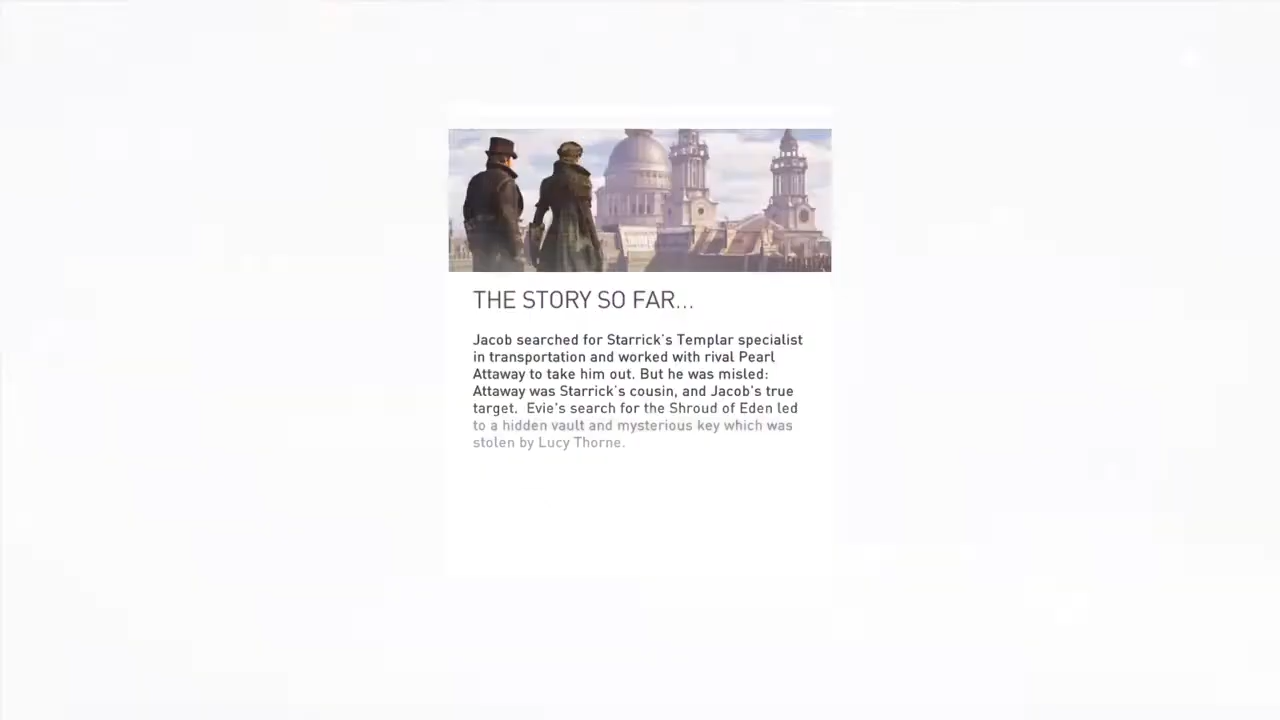 THE STORY SO FAR...
Jacob searched for Starrick's Templar specialist
in transportation and worked with rival Pearl
Attaway to take him out. But he was misled:
Attaway was Starrick's cousin, and Jacob's true
target.  Evie's search for the Shroud of Eden led
to a hidden vault and mysterious key which was
stolen by Lucy Thorne.